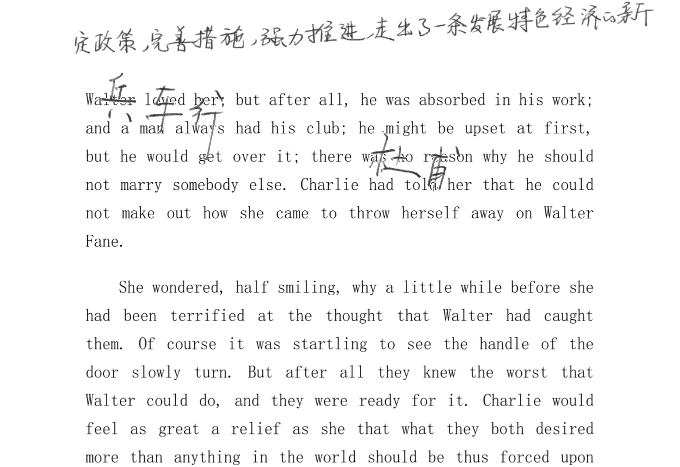 定政策,完善措施,强力推进,走出了一条发展特色经济的新
兵车行
Walter loved her; but after all, he was absorbed in his work;
and a man always had his club; he might be upset at first,
but he would get over it; there was no reason why he should
杜甫
not marry somebody else. Charlie had told her that he could
not make out how she came to throw herself away on Walter
Fane.
She wondered, half smiling, why a little while before she
had been terrified at the thought that Walter had caught
them. Of course it was startling to see the handle of the
door slowly turn. But after all they knew the worst that
Walter could do, and they were ready for it. Charlie would
feel as great a relief as she that what they both desired
more than anything in the world should be thus forced upon